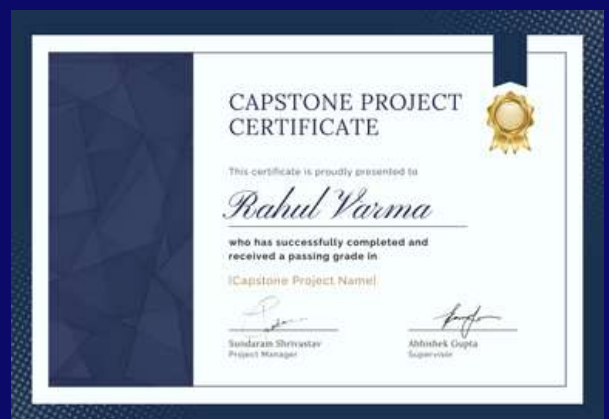 CAPSTONE PROJECT
CERTIFICATE
This certificate is proudly presented to
Rahul Varma
who has successfully completed and
received a passing grade in
[Capstone Project Name]
Sundaram Shrivastav
Abhishek Gupta
Project Manager
Supervisor